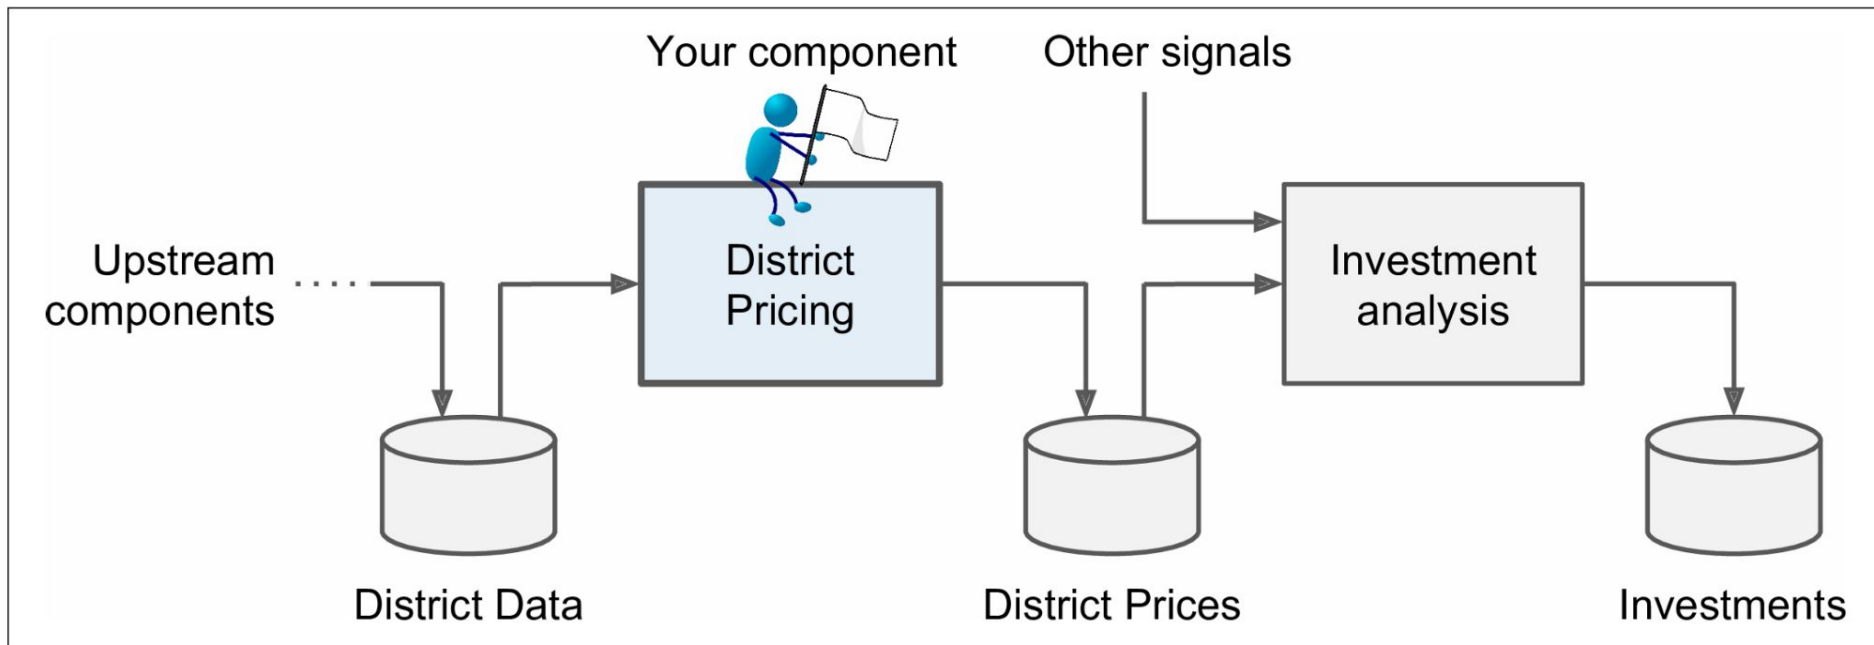 Your component
Other signals
Upstream
components
District
Pricing
Investment
analysis
District Data
District Prices
Investments